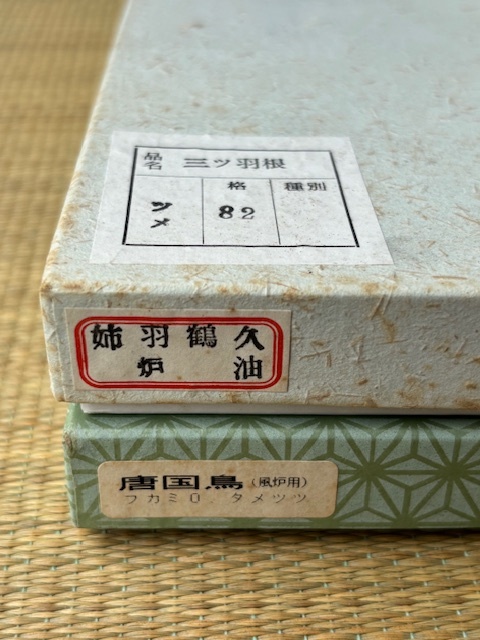 品名 三ツ羽根
格 種別
ツメ 82
姉羽鶴久
炉油
唐国鳥(風炉用)
フカミロ.タメツツ